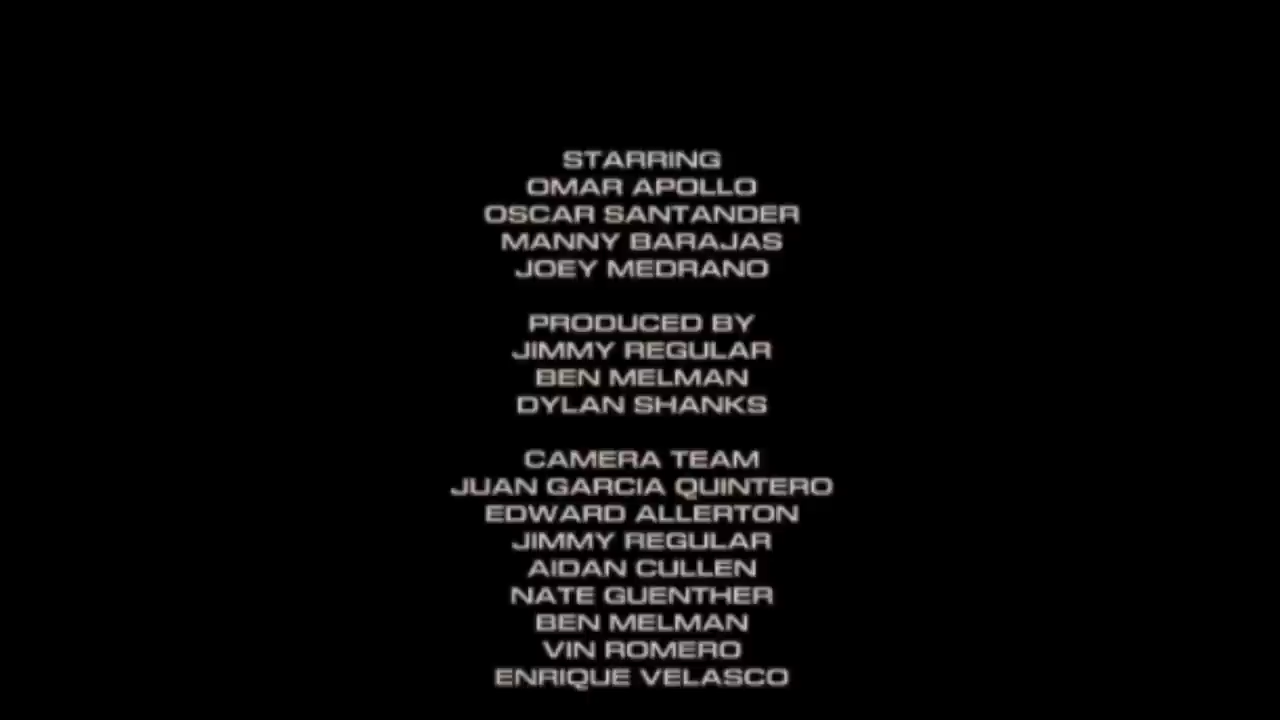 STARRING
OMAR APOLLO
OSCAR SANTANDER
MANNY BARAJAS
JOEY MEDRANO
PRODUCED BY
JIMMY REGULAR
BEN MELMAN
DYLAN SHANKS
CAMERA TEAM
JUAN GARCIA QUINTERO
EDWARD ALLERTON
JIMMY REGULAR
AIDAN CULLEN
NATE GUENTHER
BEN MELMAN
VIN ROMERO
ENRIQUE VELASCO